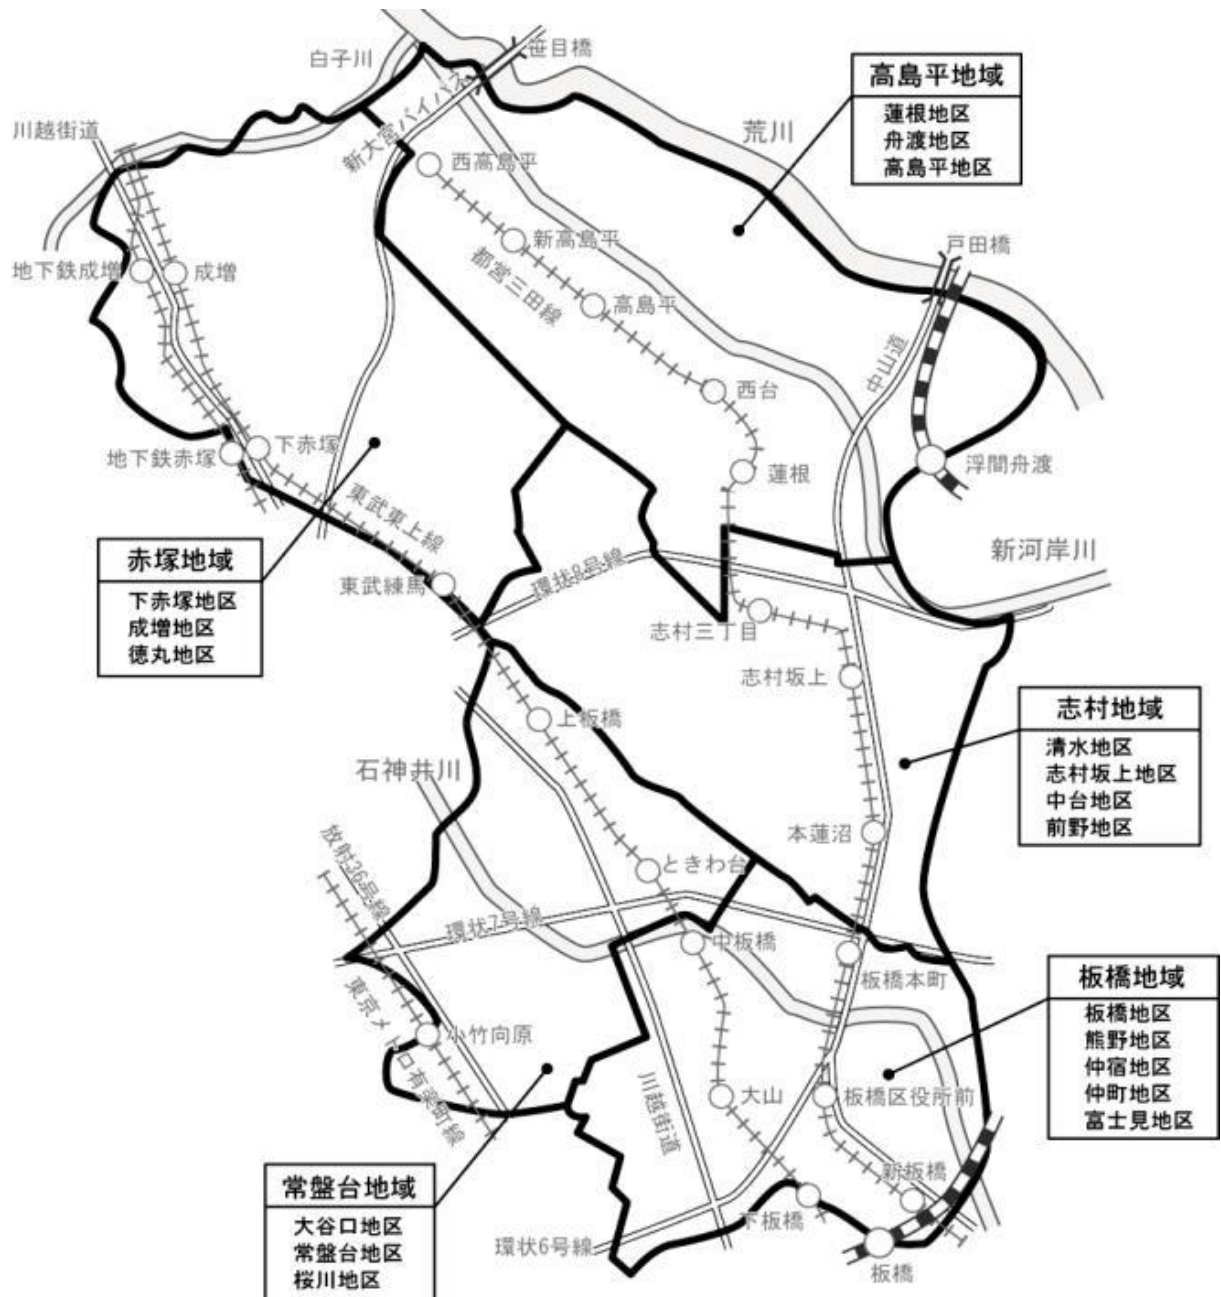 白子川
笹目橋
高島平地域
蓮根地区
舟渡地区
高島平地区
川越街道
新大宮バイパス
荒川
西高島平
新高島平
戸田橋
地下鉄成増
成増
都営三田線
高島平
中山道
西台
下赤塚
地下鉄赤塚
蓮根
浮間舟渡
東武東上線
赤塚地域
下赤塚地区
成増地区
徳丸地区
新河岸川
東武練馬
環状8号線
志村三丁目
志村坂上
志村地域
清水地区
志村坂上地区
中台地区
前野地区
上板橋
石神井川
放射36号線
本蓮沼
ときわ台
環状7号線
中板橋
板橋本町
板橋地域
板橋地区
熊野地区
仲宿地区
仲町地区
富士見地区
東京メトロ有楽町線
小竹向原
川越街道
大山
板橋区役所前
常盤台地域
大谷口地区
常盤台地区
桜川地区
新板橋
下板橋
環状6号線
板橋